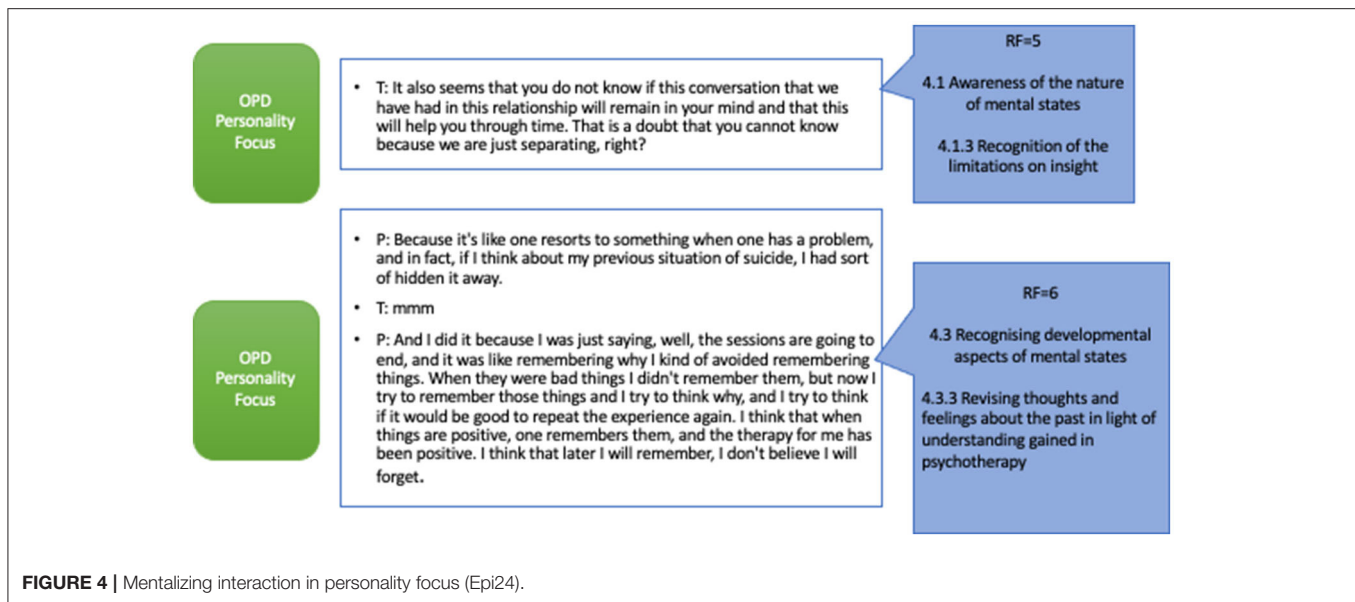 OPD
Personality
Focus
• T: It also seems that you do not know if this conversation that we
have had in this relationship will remain in your mind and that this
will help you through time. That is a doubt that you cannot know
because we are just separating, right?
RF=5
4.1 Awareness of the nature
of mental states
4.1.3 Recognition of the
limitations on insight
OPD
Personality
Focus
• P: Because it's like one resorts to something when one has a problem,
and in fact, if I think about my previous situation of suicide, I had sort
of hidden it away.
• T: mmm
• P: And I did it because I was just saying, well, the sessions are going to
end, and it was like remembering why I kind of avoided remembering
things. When they were bad things I didn't remember them, but now I
try to remember those things and I try to think why, and I try to think
if it would be good to repeat the experience again. I think that when
things are positive, one remembers them, and the therapy for me has
been positive. I think that later I will remember, I don't believe I will
forget.
RF=6
4.3 Recognising developmental
aspects of mental states
4.3.3 Revising thoughts and
feelings about the past in light of
understanding gained in
psychotherapy
FIGURE 4 | Mentalizing interaction in personality focus (Epi24).